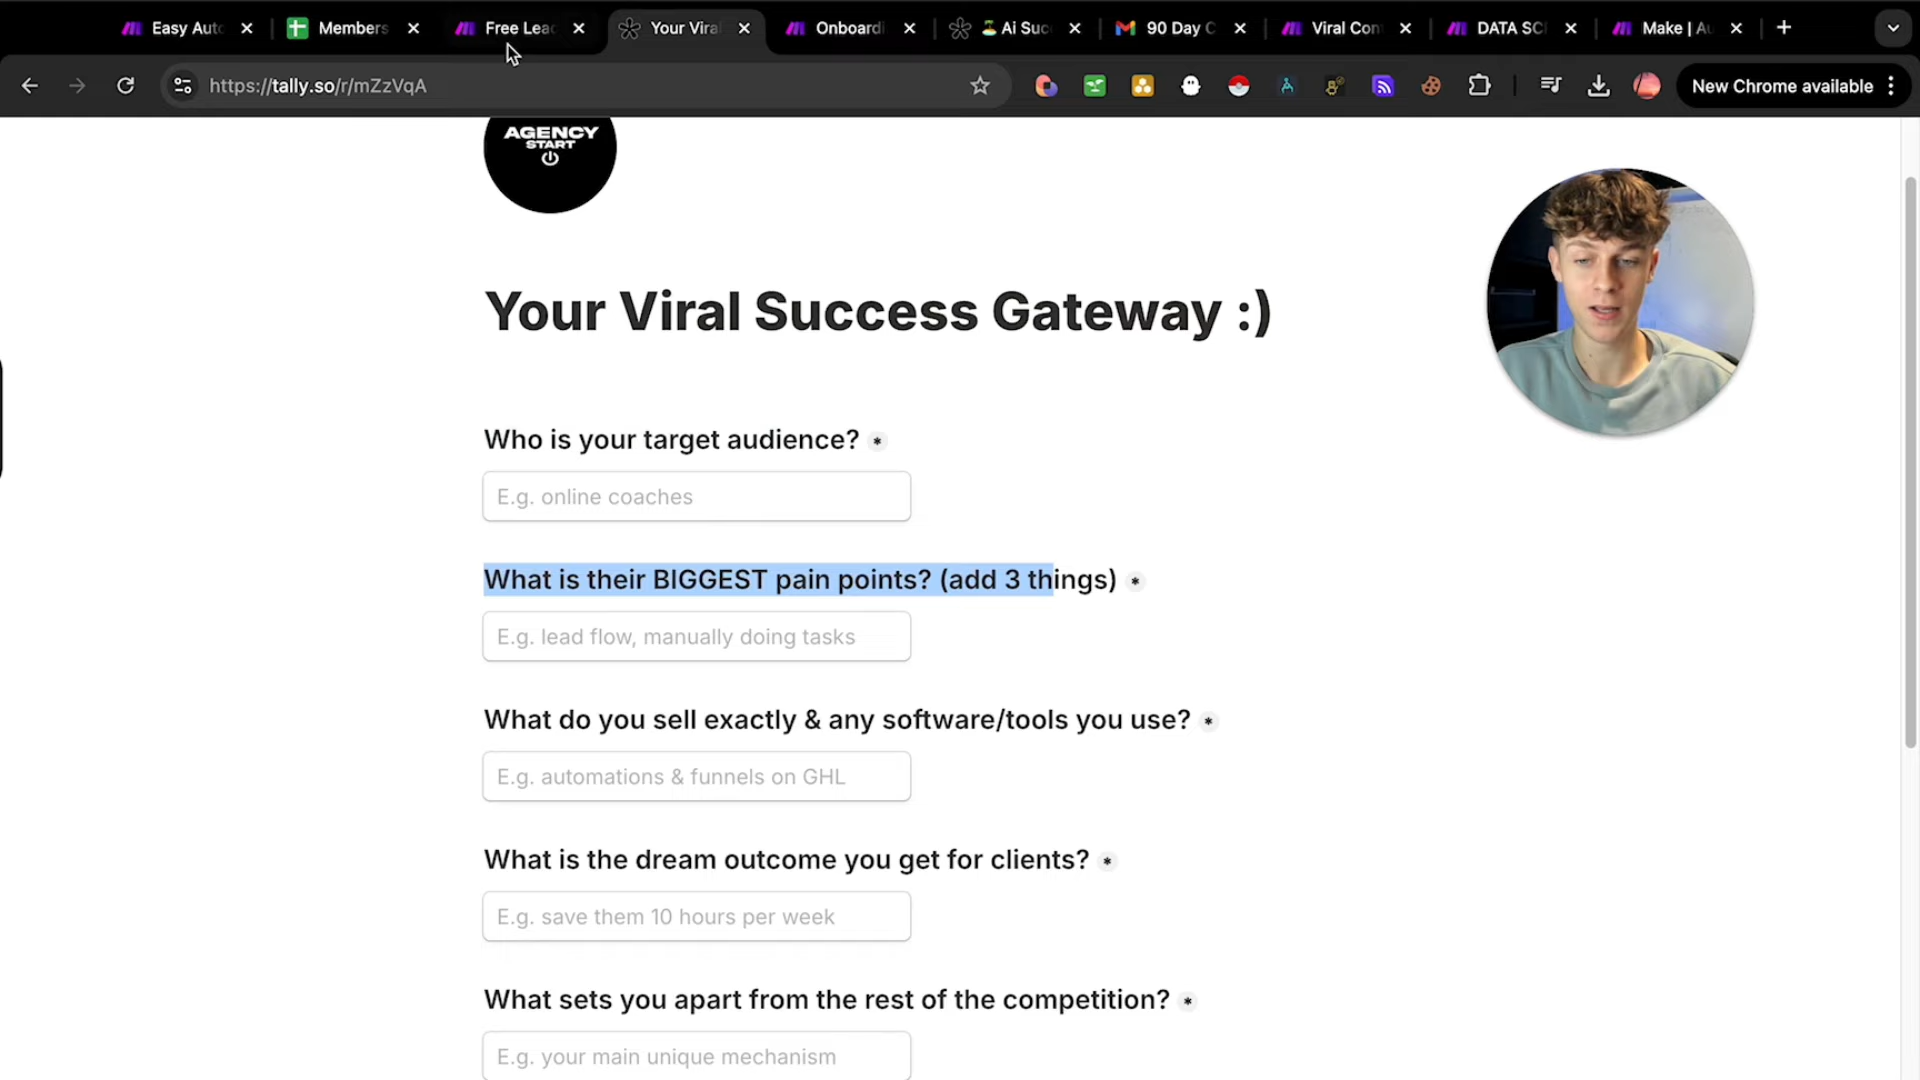 Easy Auto
Members
Free Lead
Your Viral
Onboardi
Ai Suc
90 Day C
Viral Con
DATA SC
Make | Au
https://tally.so/r/mZzVqA
New Chrome available
AGENCY
START
Your Viral Success Gateway :)
Who is your target audience? *
E.g. online coaches
What is their BIGGEST pain points? (add 3 things) *
E.g. lead flow, manually doing tasks
What do you sell exactly & any software/tools you use? *
E.g. automations & funnels on GHL
What is the dream outcome you get for clients? *
E.g. save them 10 hours per week
What sets you apart from the rest of the competition? *
E.g. your main unique mechanism